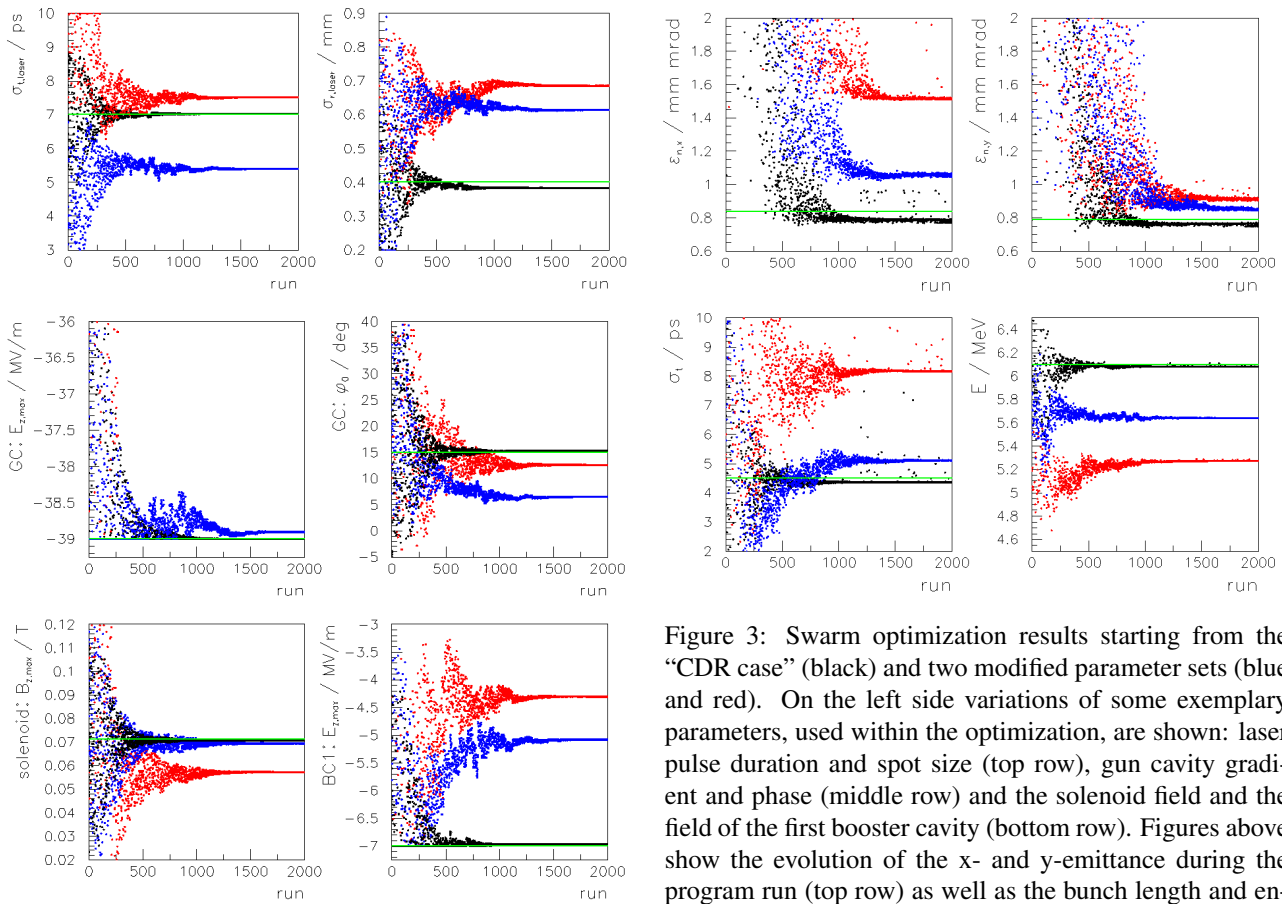 σt,laser / ps
10
9
8
7
6
5
4
3
0 500 1000 1500 2000
run
σr,laser / mm
0.9
0.8
0.7
0.6
0.5
0.4
0.3
0.2
0 500 1000 1500 2000
run
GC: Ez,max / MV/m
−36
−36.5
−37
−37.5
−38
−38.5
−39
0 500 1000 1500 2000
run
GC: φ0 / deg
40
35
30
25
20
15
10
5
0
−5
0 500 1000 1500 2000
run
solenoid: Bz,max / T
0.12
0.11
0.1
0.09
0.08
0.07
0.06
0.05
0.04
0.03
0.02
0 500 1000 1500 2000
run
BC1: Ez,max / MV/m
−3
−3.5
−4
−4.5
−5
−5.5
−6
−6.5
−7
0 500 1000 1500 2000
run
εn,x / mm mrad
2
1.8
1.6
1.4
1.2
1
0.8
0.6
0 500 1000 1500 2000
run
εn,y / mm mrad
2
1.8
1.6
1.4
1.2
1
0.8
0.6
0 500 1000 1500 2000
run
σt / ps
10
9
8
7
6
5
4
3
2
0 500 1000 1500 2000
run
E / MeV
6.4
6.2
6
5.8
5.6
5.4
5.2
5
4.8
4.6
0 500 1000 1500 2000
run
Figure 3: Swarm optimization results starting from the
“CDR case” (black) and two modified parameter sets (blue
and red). On the left side variations of some exemplary
parameters, used within the optimization, are shown: laser
pulse duration and spot size (top row), gun cavity gradi-
ent and phase (middle row) and the solenoid field and the
field of the first booster cavity (bottom row). Figures above
show the evolution of the x- and y-emittance during the
program run (top row) as well as the bunch length and en-